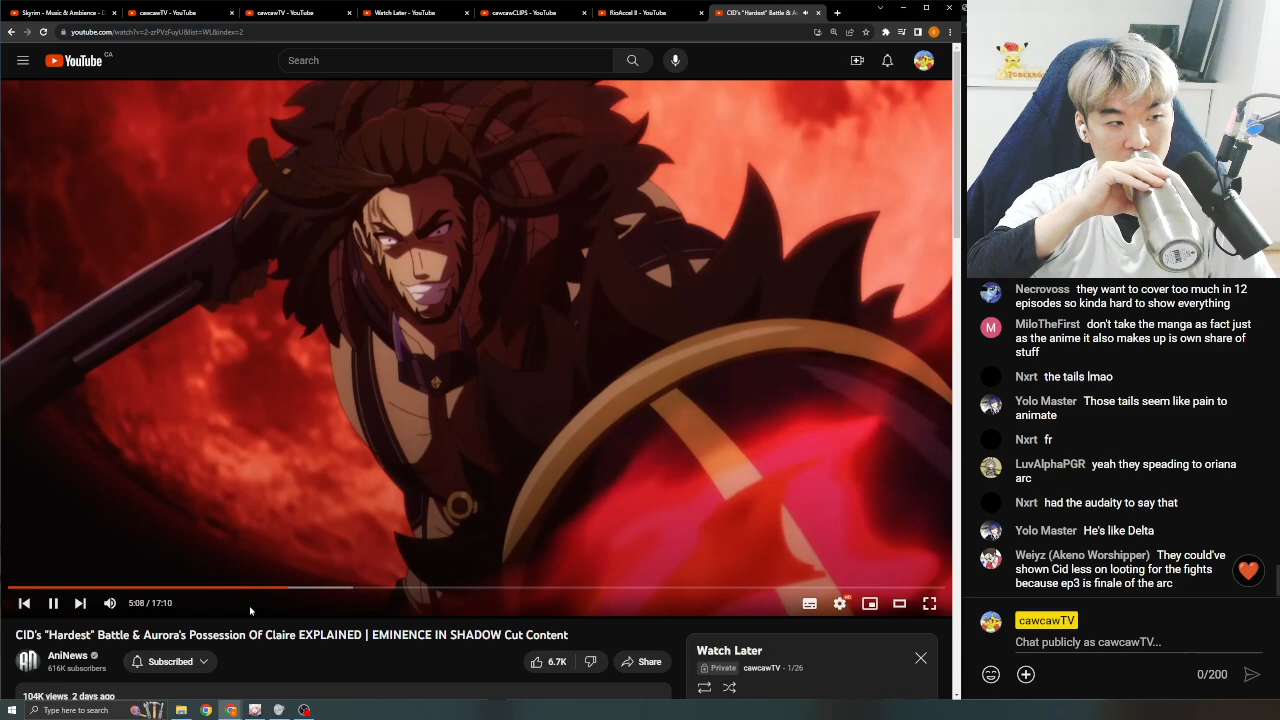 Skyrim - Music & Ambience -
cawcawTV - YouTube
cawcawTV - YouTube
Watch Later - YouTube
cawcawCLIPS - YouTube
RioAccel II - YouTube
CID's "Hardest" Battle & A
youtube.com/watch?v=2-zrPVzFuyU&list=WL&index=2
YouTube CA
Search
Necrovoss they want to cover too much in 12
episodes so kinda hard to show everything
M MiloTheFirst don't take the manga as fact just
as the anime it also makes up is own share of
stuff
Nxrt the tails lmao
Yolo Master Those tails seem like pain to
animate
Nxrt fr
LuvAlphaPGR yeah they speading to oriana
arc
Nxrt had the audaity to say that
Yolo Master He's like Delta
Weiyz (Akeno Worshipper) They could've
shown Cid less on looting for the fights
because ep3 is finale of the arc
5:08 / 17:10
HD
CID's "Hardest" Battle & Aurora's Possession Of Claire EXPLAINED | EMINENCE IN SHADOW Cut Content
AniNews
616K subscribers
Subscribed
6.7K
Share
104K views 2 days ago
Watch Later
Private cawcawTV - 1/26
cawcawTV
Chat publicly as cawcawTV...
0/200
Type here to search